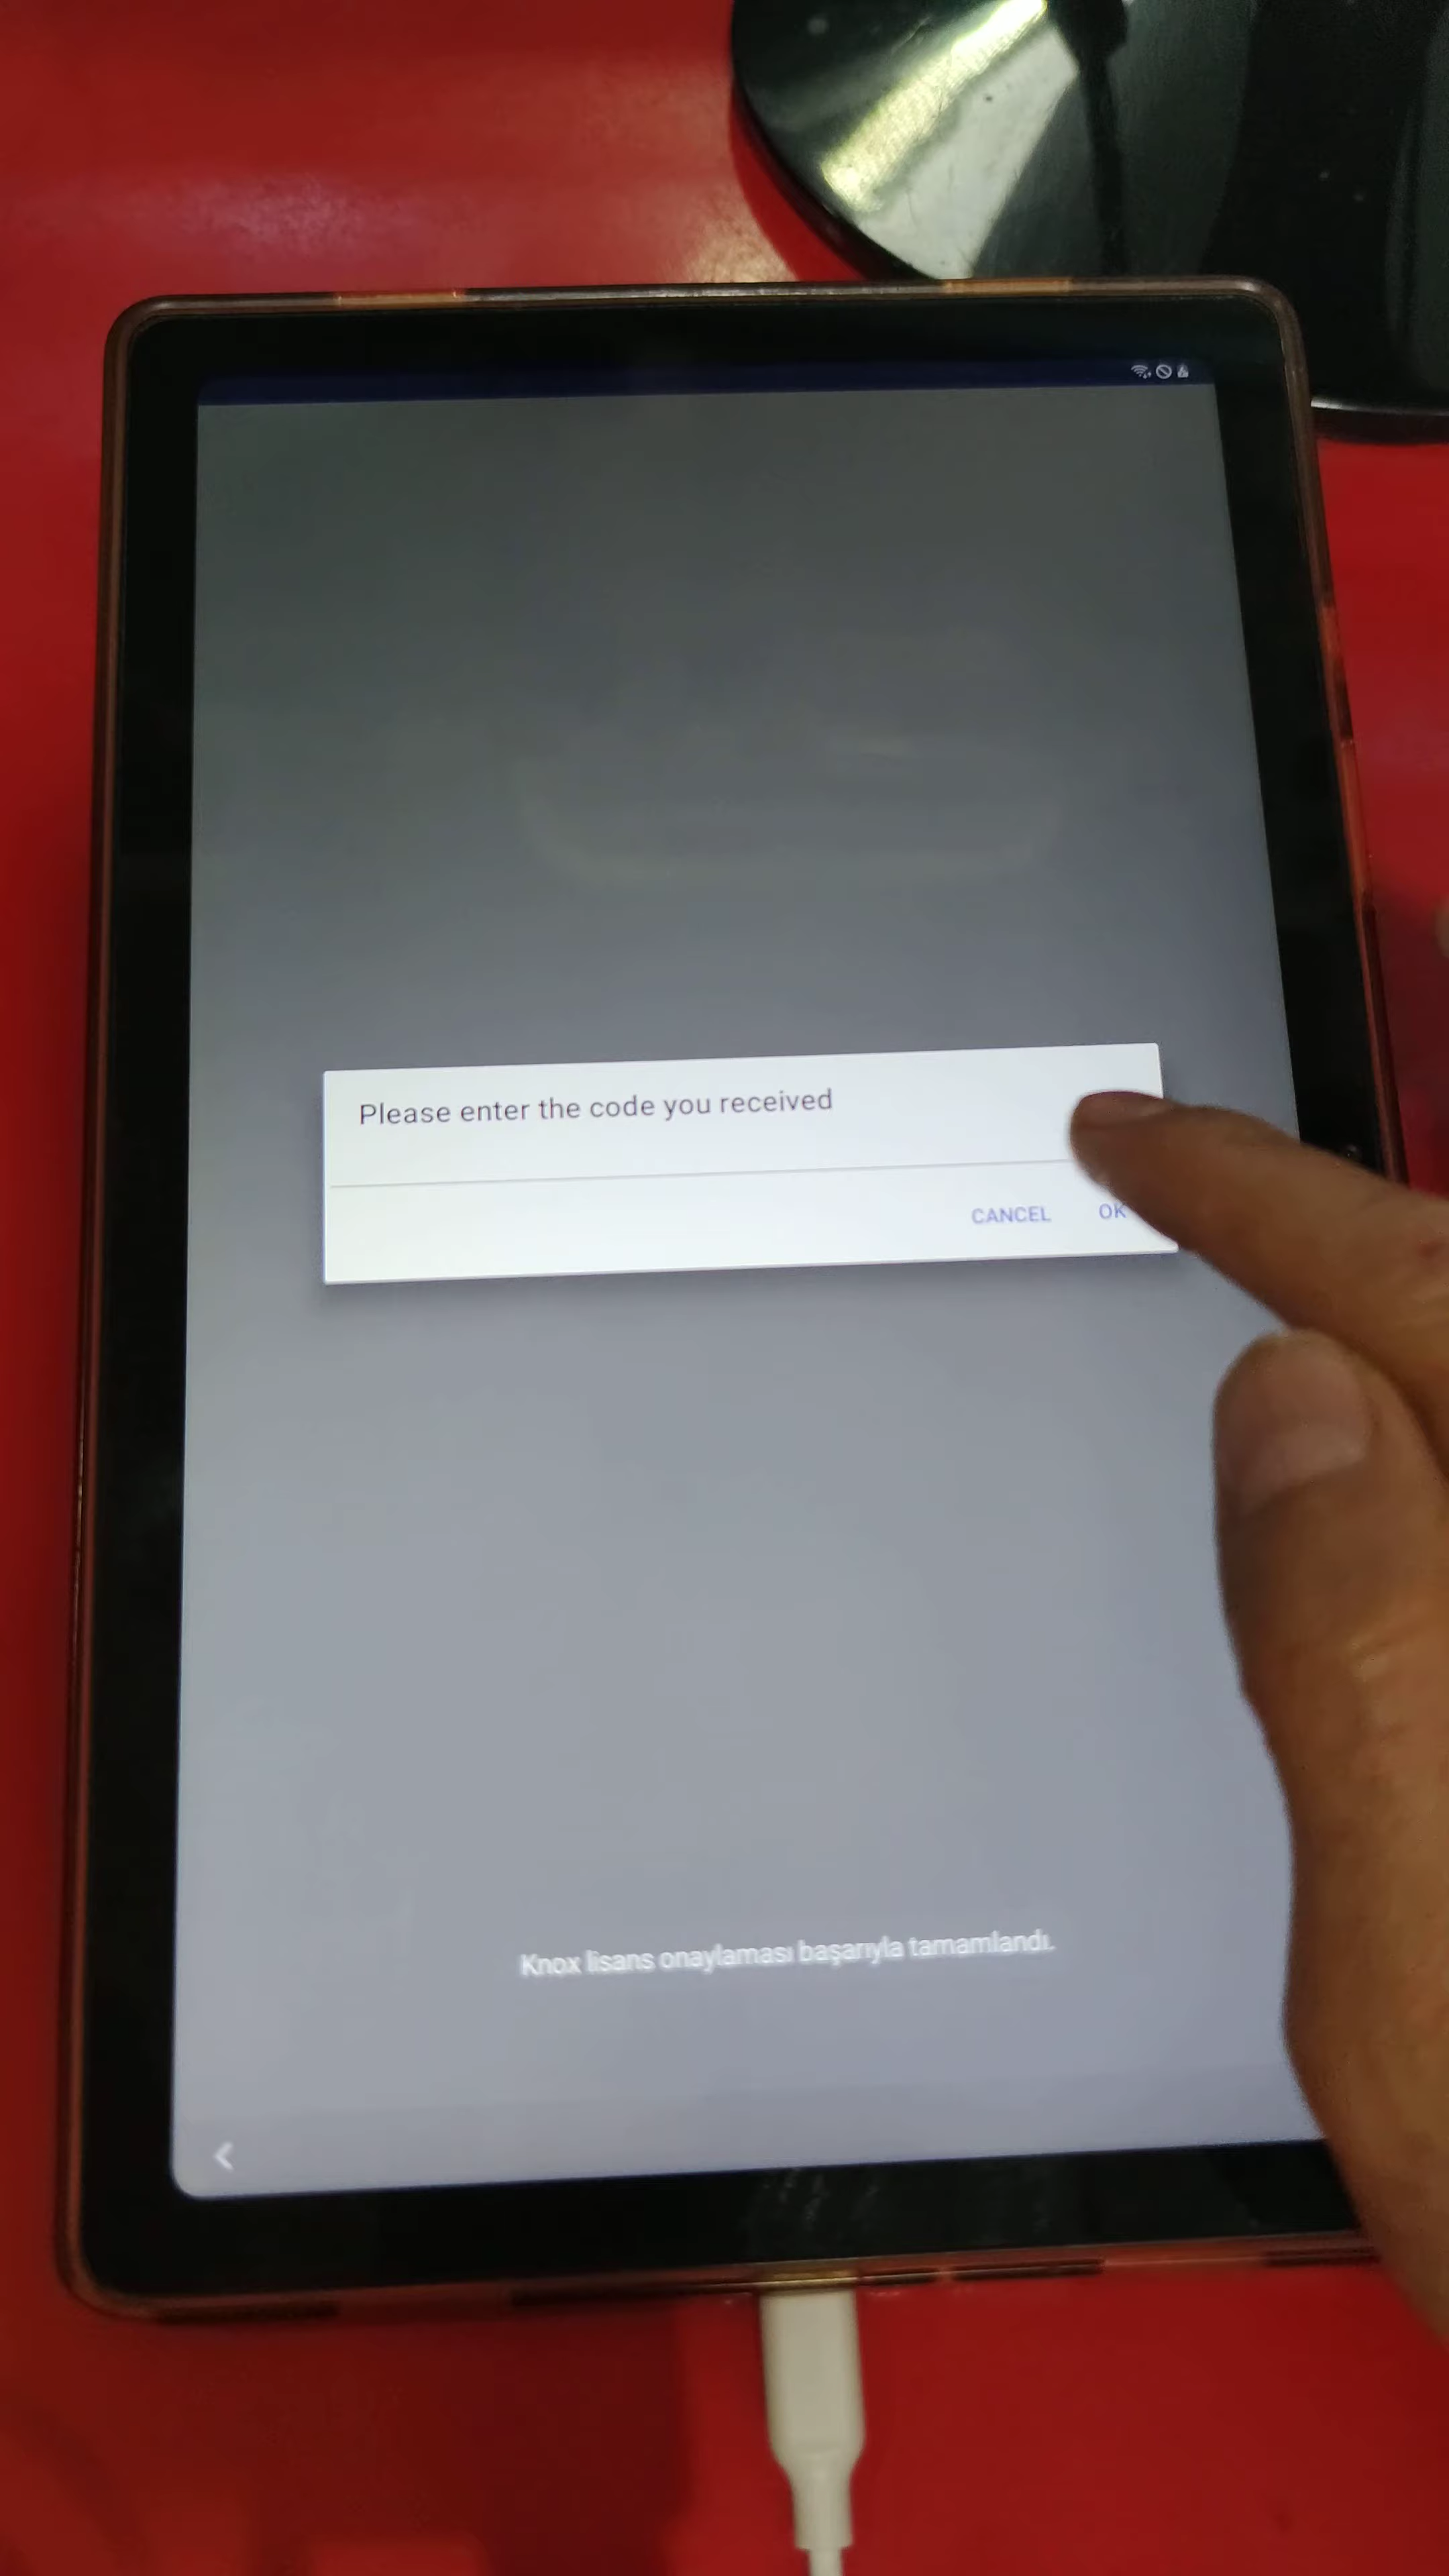 Please enter the code you received
CANCEL OK
Knox lisans onaylaması başarıyla tamamlandı.